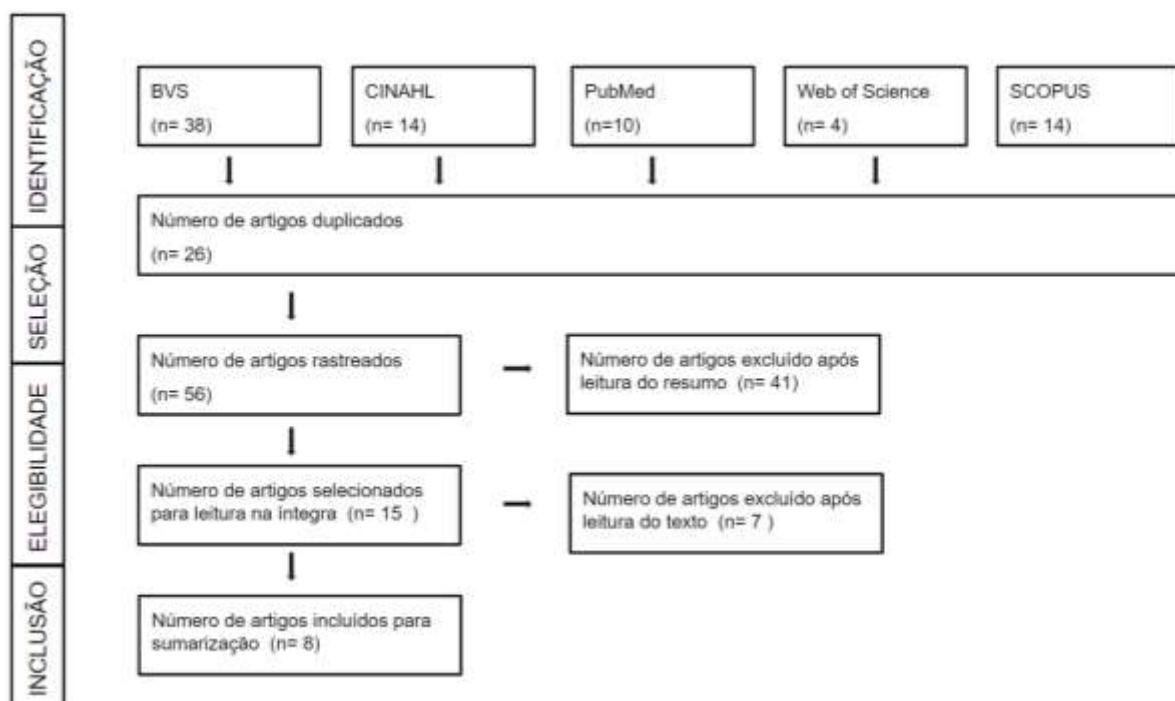 IDENTIFICAÇÃO
BVS
(n= 38)
CINAHL
(n= 14)
PubMed
(n=10)
Web of Science
(n= 4)
SCOPUS
(n= 14)
Número de artigos duplicados
(n= 26)
SELEÇÃO
Número de artigos rastreados
(n= 56)
Número de artigos excluído após
leitura do resumo (n= 41)
ELEGIBILIDADE
Número de artigos selecionados
para leitura na íntegra (n= 15 )
Número de artigos excluído após
leitura do texto (n= 7 )
INCLUSÃO
Número de artigos incluídos para
sumarização (n= 8)